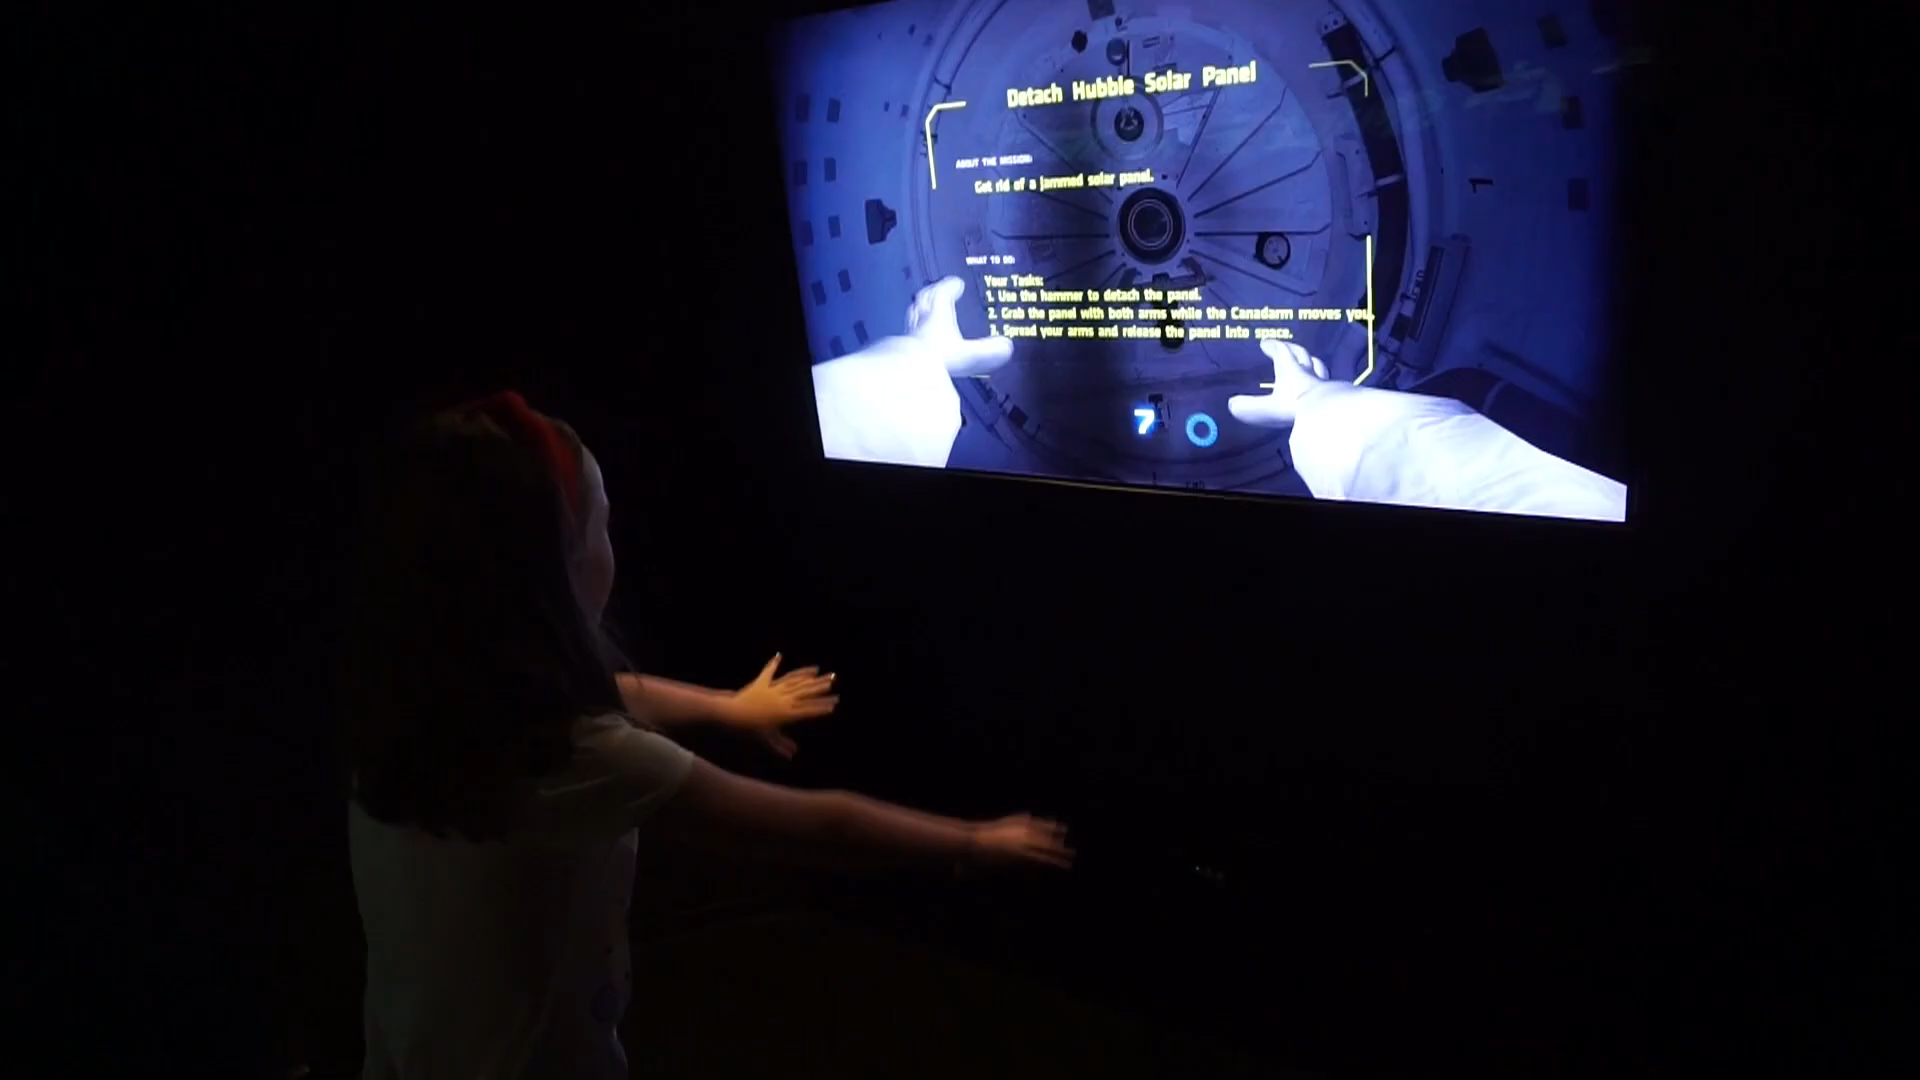 Detach Hubble Solar Panel
ABOUT THE MISSION:
Get rid of a jammed solar panel.
WHAT TO DO:
Your Tasks:
1. Use the hammer to detach the panel.
2. Grab the panel with both arms while the Canadarm moves you.
3. Spread your arms and release the panel into space.
7